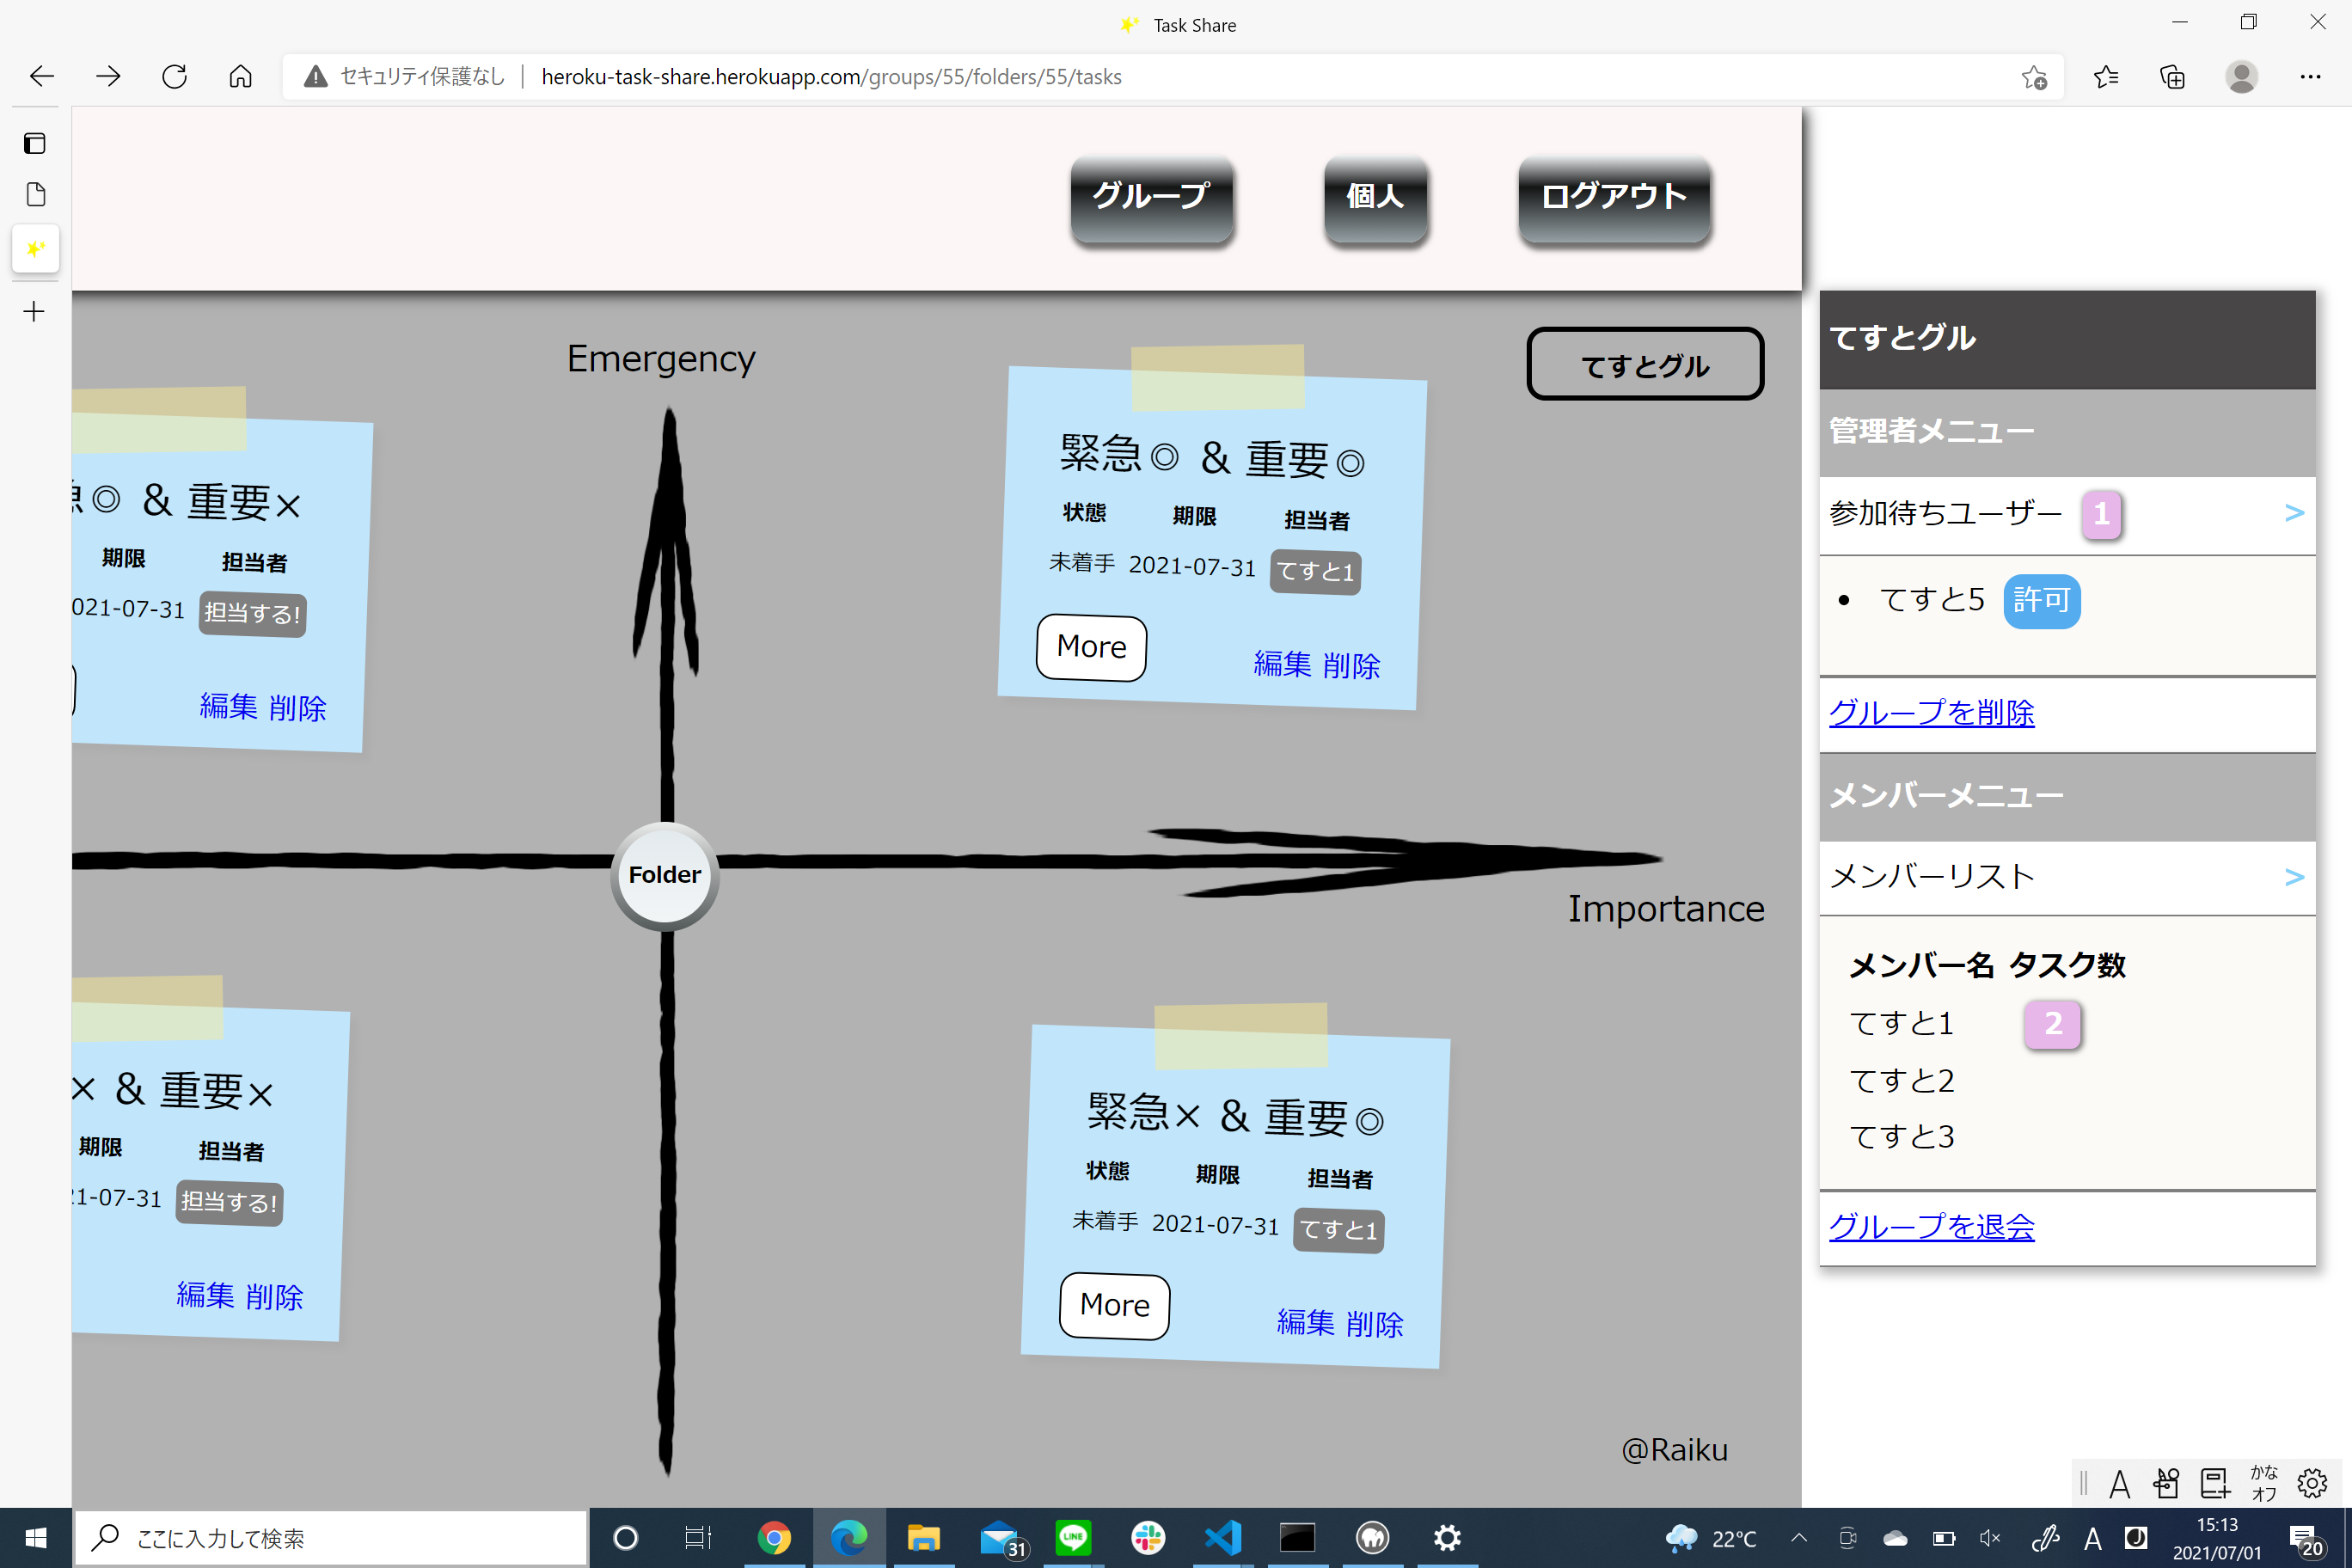 Task Share
セキュリティ保護なし
heroku-task-share.herokuapp.com/groups/55/folders/55/tasks
グループ
個人
ログアウト
Emergency
てすとグル
◎ & 重要×
期限 担当者
021-07-31 担当する!
編集 削除
緊急◎ & 重要◎
状態 期限 担当者
未着手 2021-07-31 てすと1
More
編集 削除
Folder
Importance
× & 重要×
期限 担当者
1-07-31 担当する!
編集 削除
緊急× & 重要◎
状態 期限 担当者
未着手 2021-07-31 てすと1
More
編集 削除
@Raiku
てすとグル
管理者メニュー
参加待ちユーザー 1 >
• てすと5 許可
グループを削除
メンバーメニュー
メンバーリスト >
メンバー名 タスク数
てすと1 2
てすと2
てすと3
グループを退会
A
かな
オフ
ここに入力して検索
31
LINE
22℃
A
15:13
2021/07/01
20